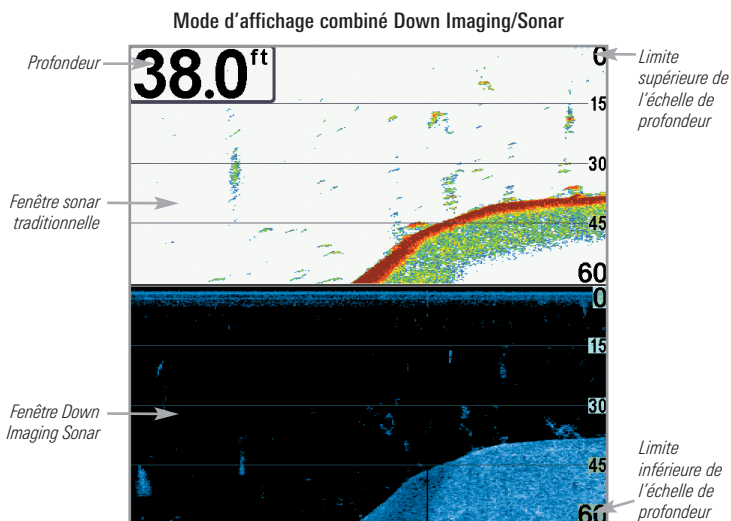 Mode d'affichage combiné Down Imaging/Sonar
Profondeur
38.0 ft
0
Limite
supérieure de
l'échelle de
profondeur
15
30
Fenêtre sonar
traditionnelle
45
60
0
15
30
Fenêtre Down
Imaging Sonar
45
Limite
inférieure de
l'échelle de
profondeur
60